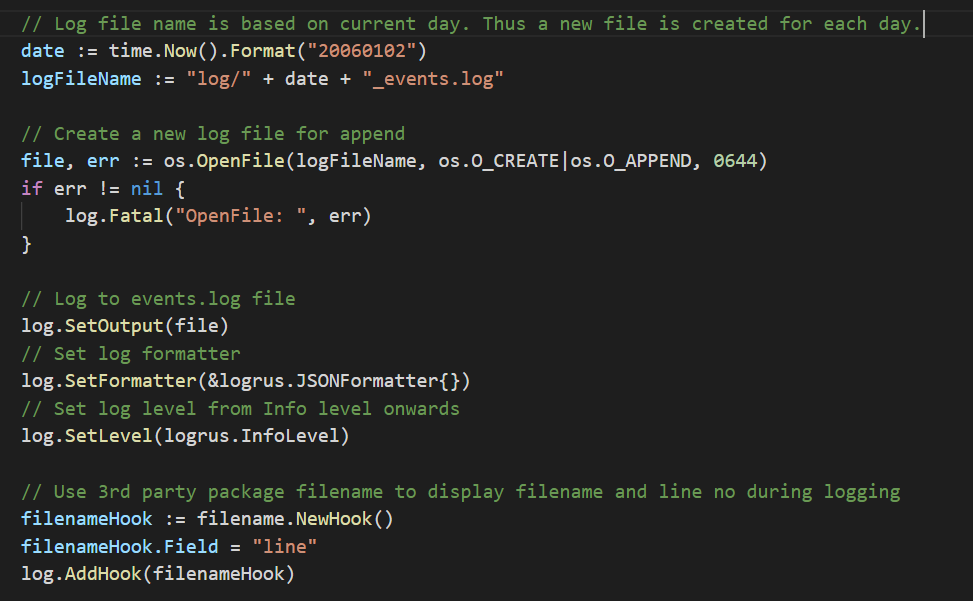 // Log file name is based on current day. Thus a new file is created for each day.
date := time.Now().Format("20060102")
logFileName := "log/" + date + "_events.log"
// Create a new log file for append
file, err := os.OpenFile(logFileName, os.O_CREATE|os.O_APPEND, 0644)
if err != nil {
    log.Fatal("OpenFile: ", err)
}
// Log to events.log file
log.SetOutput(file)
// Set log formatter
log.SetFormatter(&logrus.JSONFormatter{})
// Set log level from Info level onwards
log.SetLevel(logrus.InfoLevel)
// Use 3rd party package filename to display filename and line no during logging
filenameHook := filename.NewHook()
filenameHook.Field = "line"
log.AddHook(filenameHook)